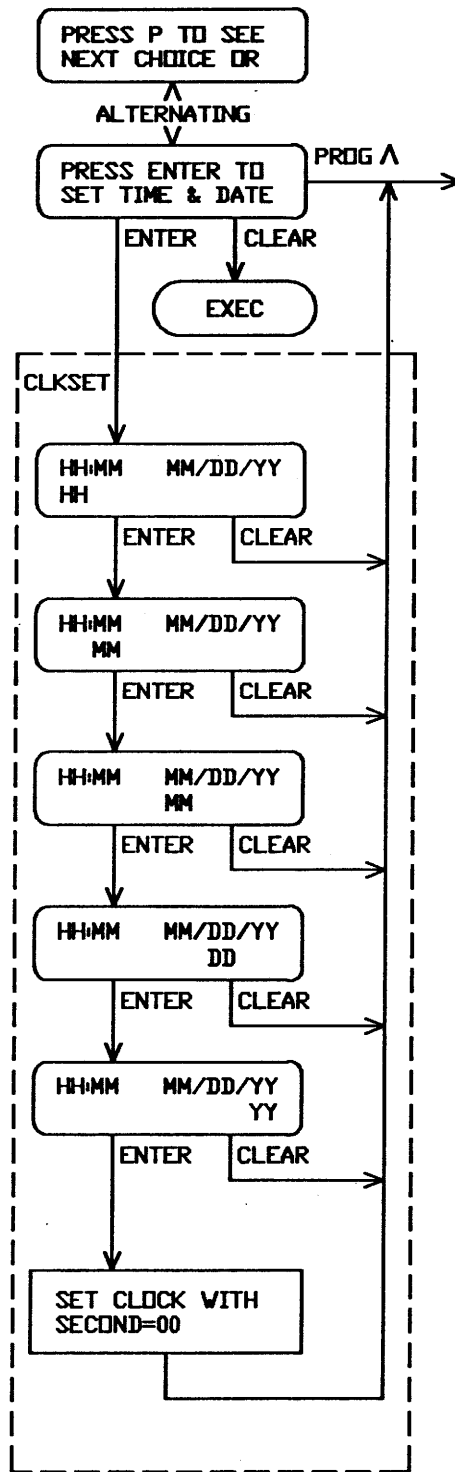 PRESS P TO SEE
NEXT CHOICE OR
ALTERNATING
PRESS ENTER TO
SET TIME & DATE
PROG Λ
ENTER
CLEAR
EXEC
CLKSET
HH:MM MM/DD/YY
HH
ENTER
CLEAR
HH:MM MM/DD/YY
MM
ENTER
CLEAR
HH:MM MM/DD/YY
MM
ENTER
CLEAR
HH:MM MM/DD/YY
DD
ENTER
CLEAR
HH:MM MM/DD/YY
YY
ENTER
CLEAR
SET CLOCK WITH
SECOND=00